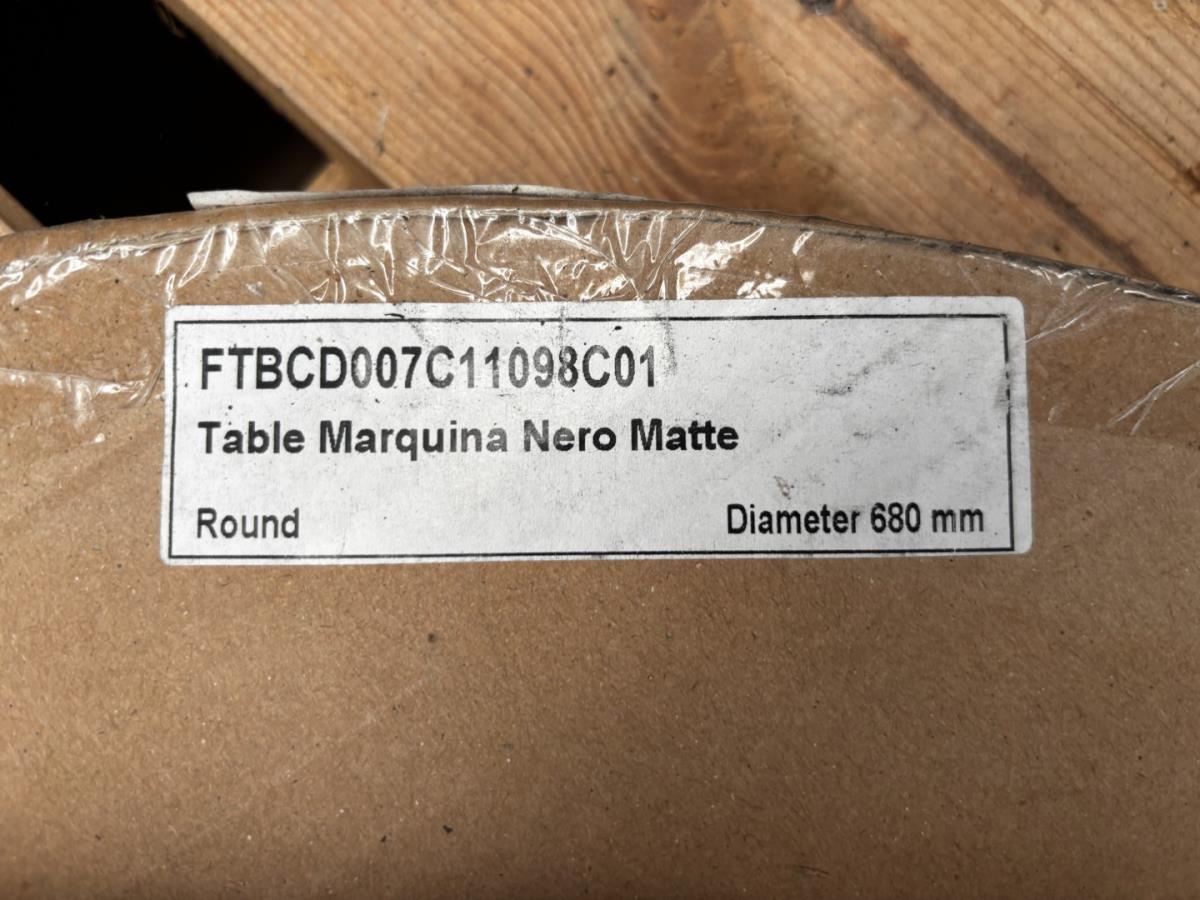 FTBCD007C11098C01
Table Marquina Nero Matte
Round
Diameter 680 mm